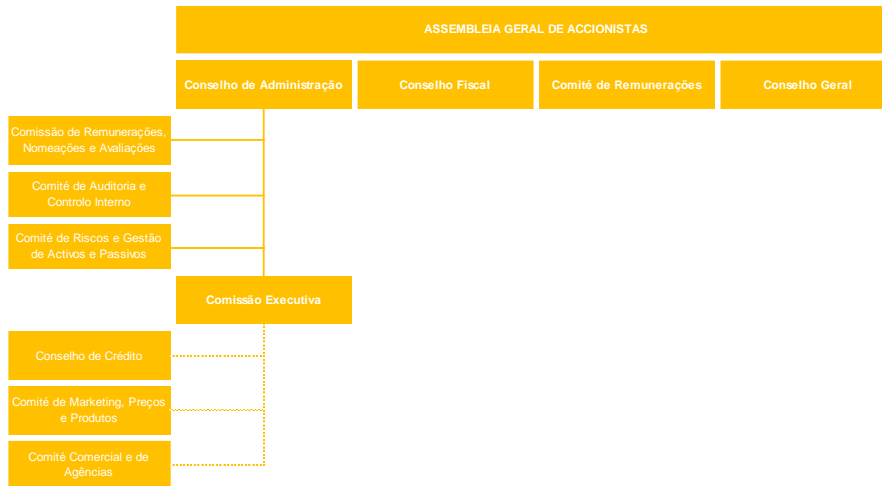 ASSEMBLEIA GERAL DE ACCIONISTAS
Conselho de Administração
Conselho Fiscal
Comité de Remunerações
Conselho Geral
Comissão de Remunerações,
Nomeações e Avaliações
Comité de Auditoria e
Controlo Interno
Comité de Riscos e Gestão
de Activos e Passivos
Comissão Executiva
Conselho de Crédito
Comité de Marketing, Preços
e Produtos
Comité Comercial e de
Agências